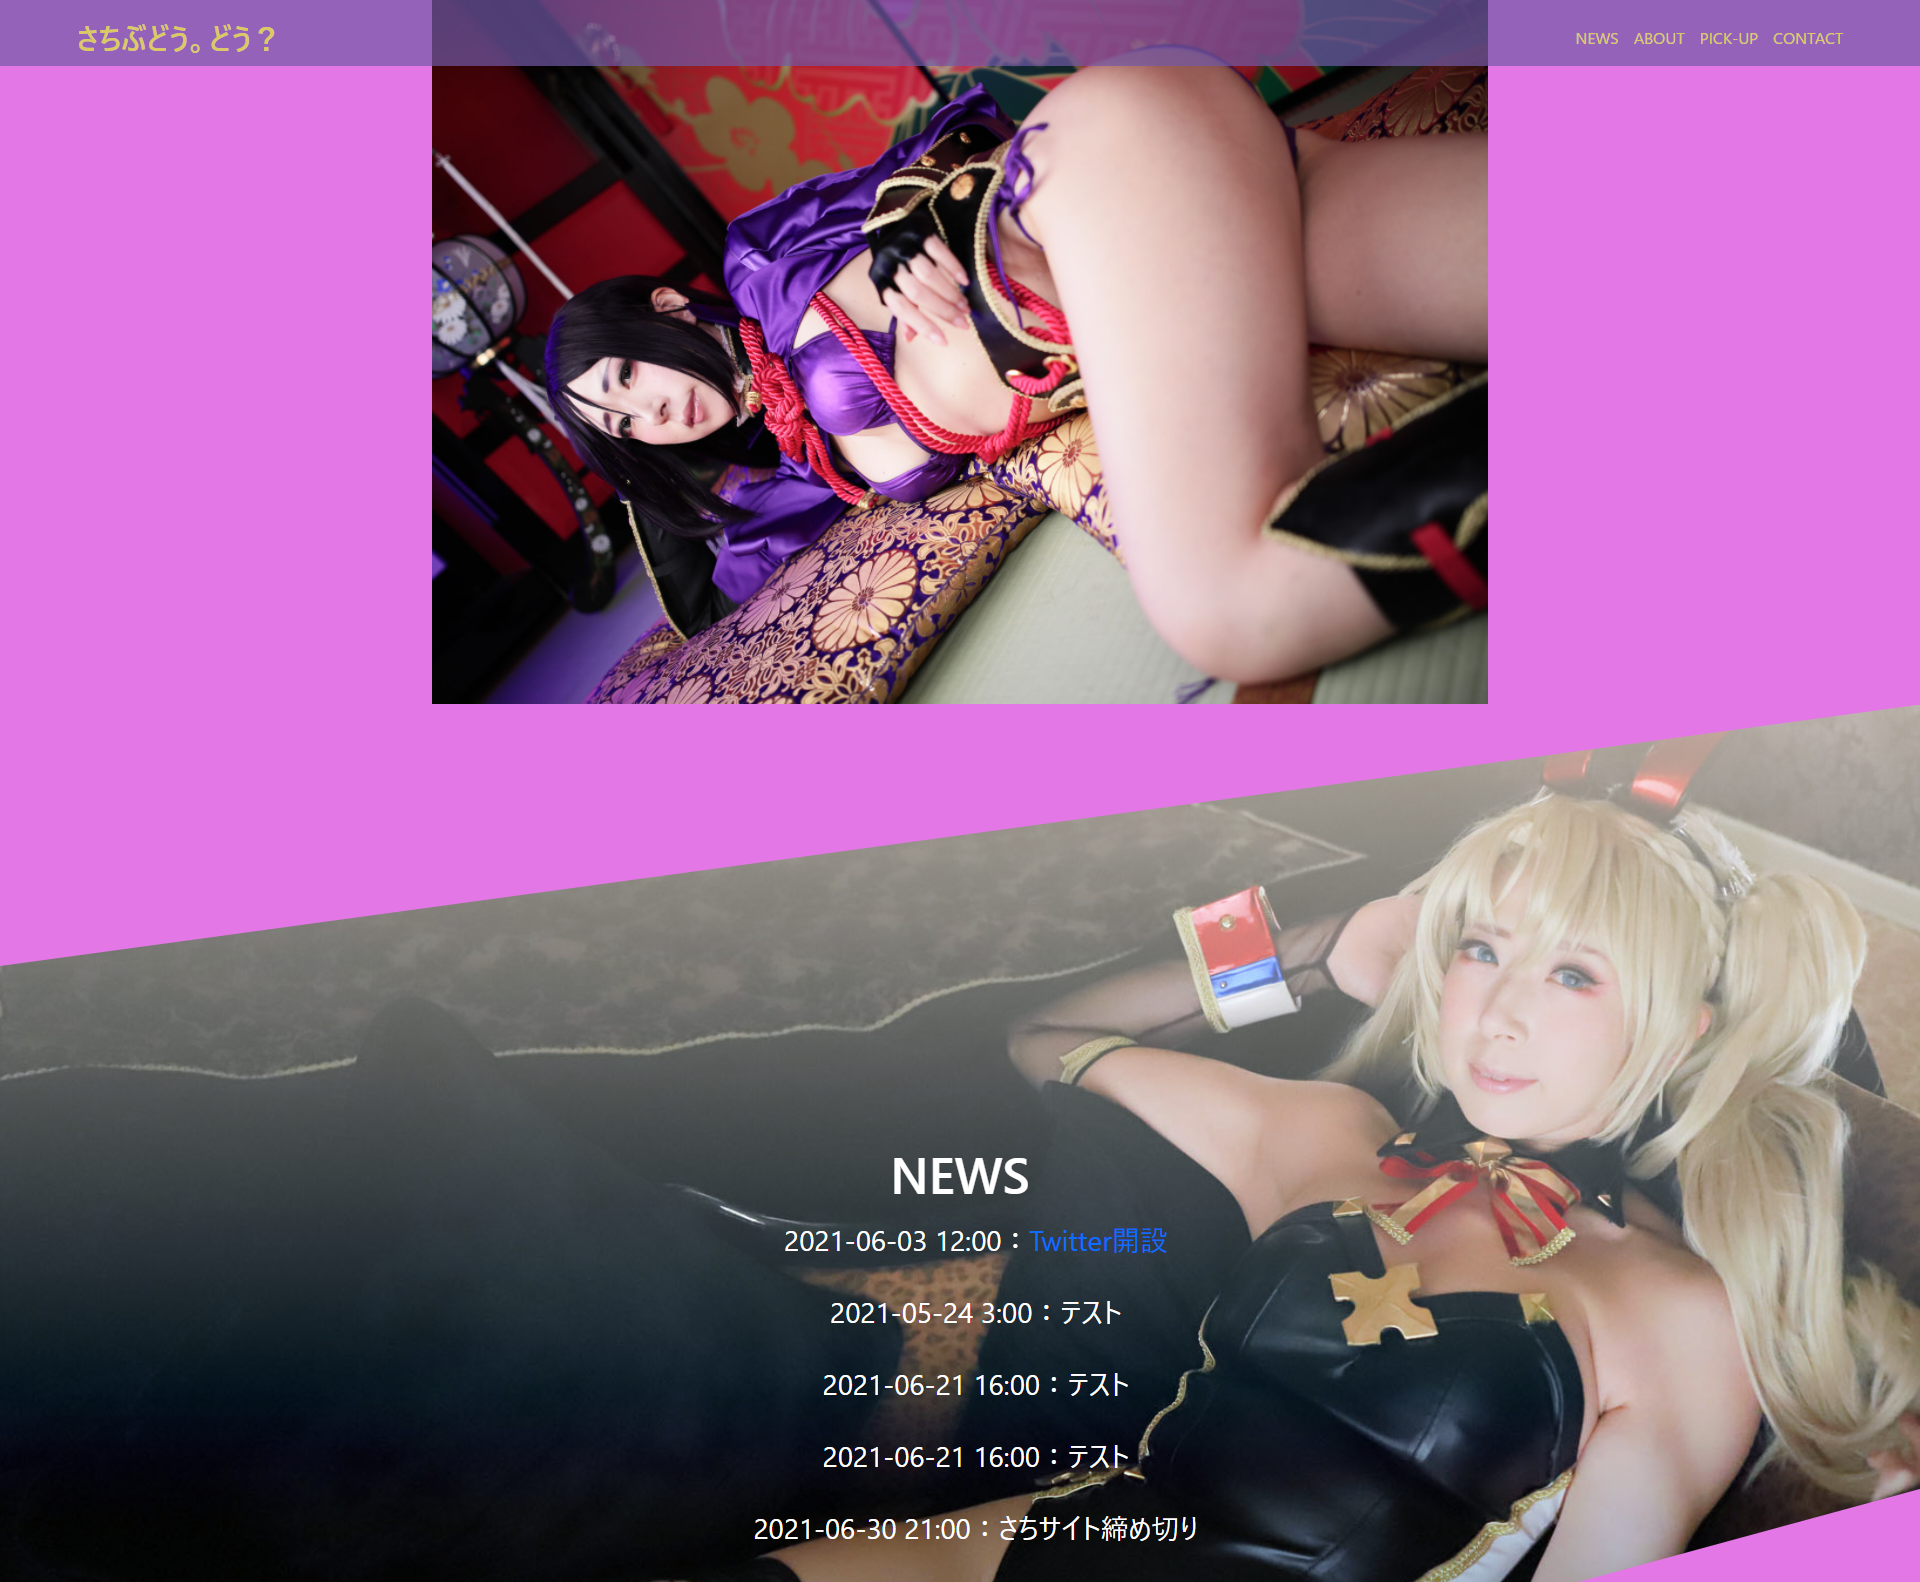 さちぶどう。どう？
NEWS ABOUT PICK-UP CONTACT
NEWS
2021-06-03 12:00：Twitter開設
2021-05-24 3:00：テスト
2021-06-21 16:00：テスト
2021-06-21 16:00：テスト
2021-06-30 21:00：さちサイト締め切り